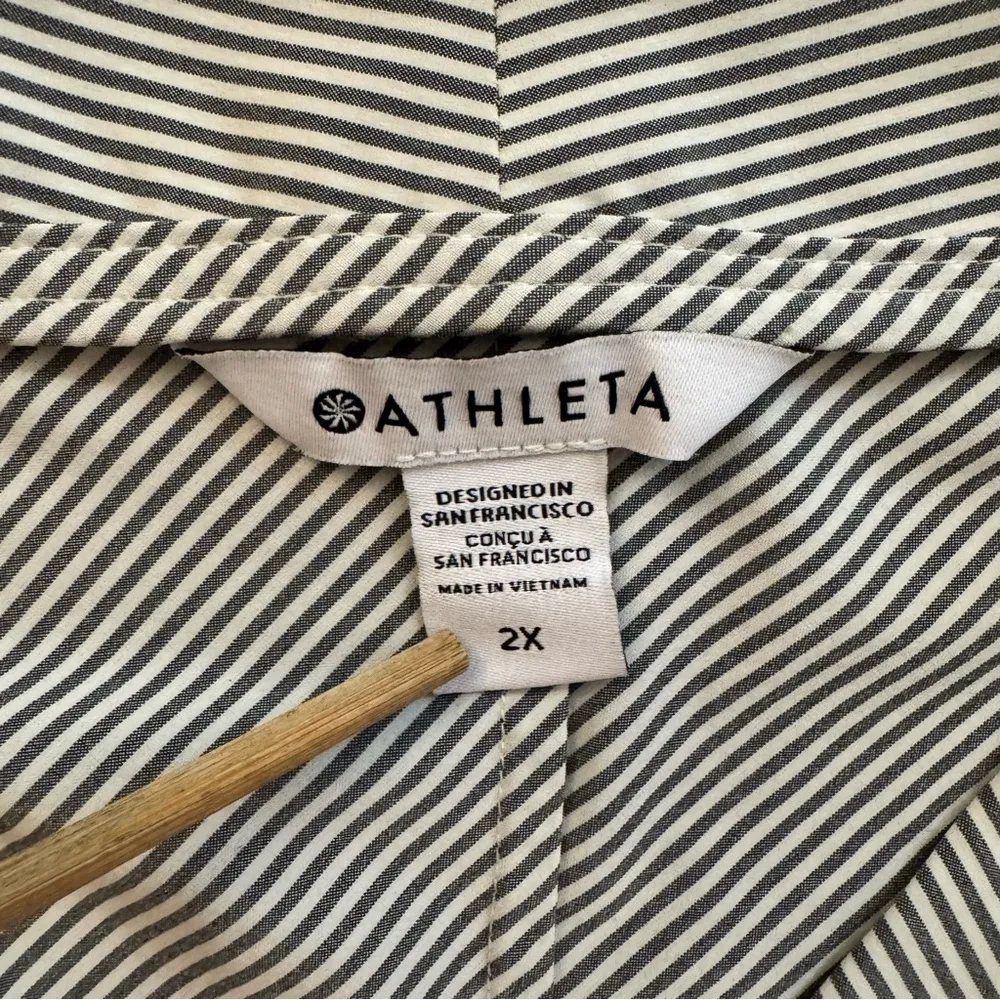 ATHLETA
DESIGNED IN
SAN FRANCISCO
CONÇU À
SAN FRANCISCO
MADE IN VIETNAM
2X